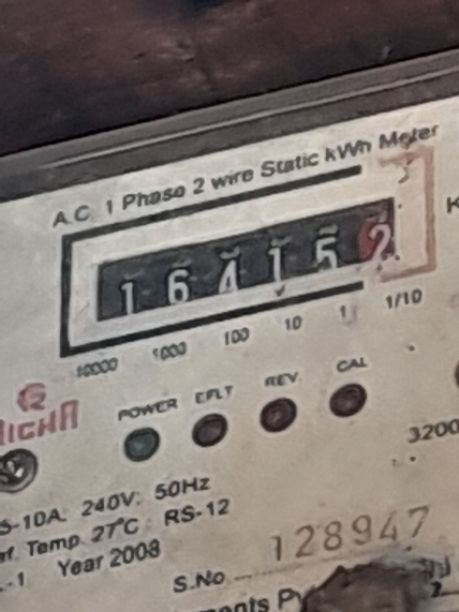 A.C. 1 Phase 2 wire Static kWh Meter
K
1 6 4 1 5 2
10000 1000 100 10 1 1/10
POWER EFLT REV CAL
3200
S-10A. 240V. 50Hz
Temp. 27°C RS-12
Year 2008
S.No 128947